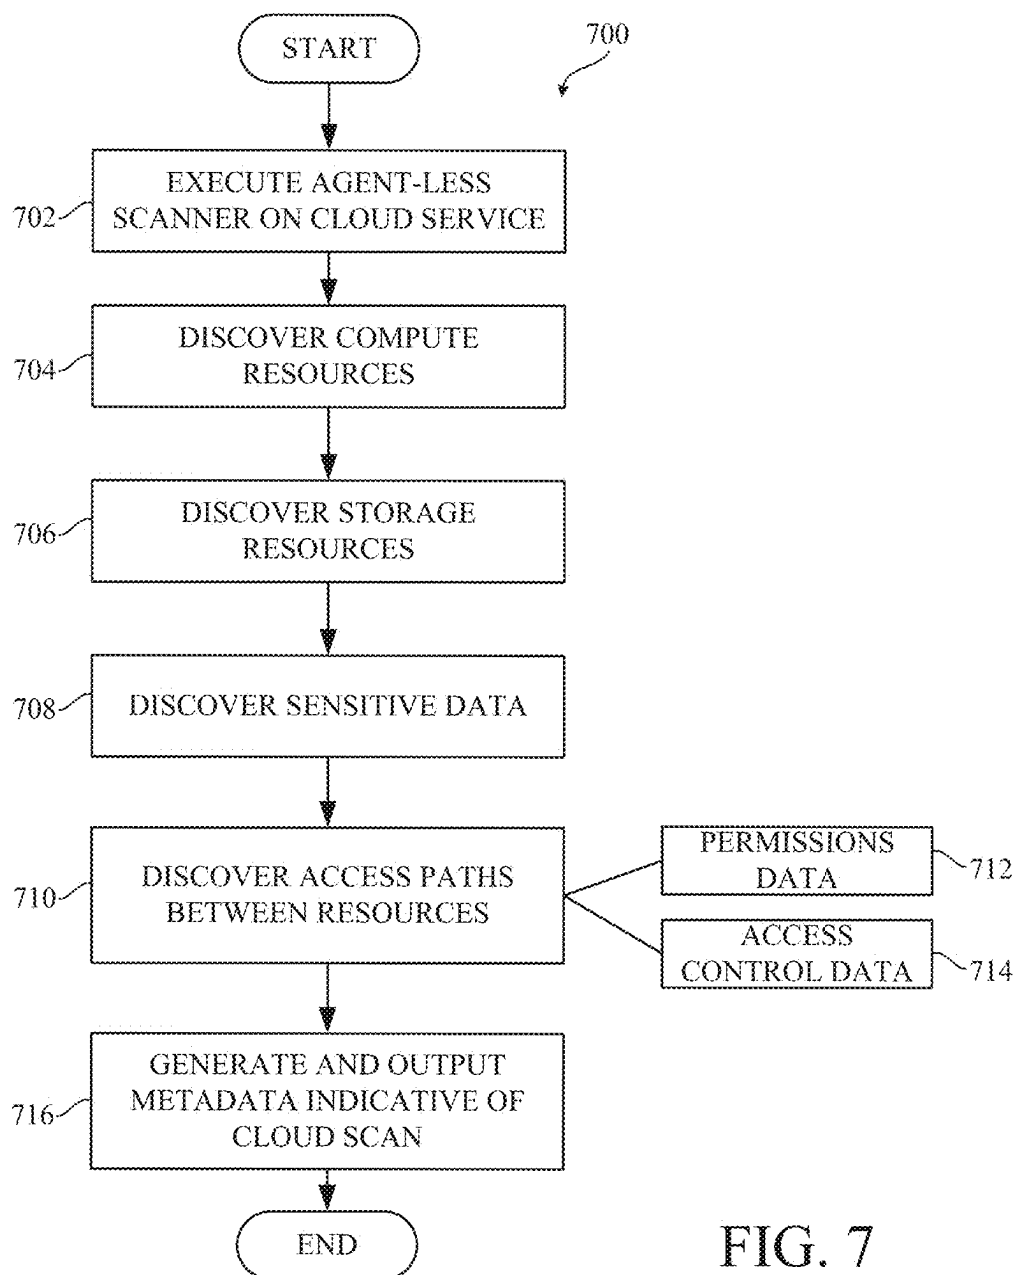 START
700
EXECUTE AGENT-LESS
SCANNER ON CLOUD SERVICE
702
DISCOVER COMPUTE
RESOURCES
704
DISCOVER STORAGE
RESOURCES
706
DISCOVER SENSITIVE DATA
708
DISCOVER ACCESS PATHS
BETWEEN RESOURCES
710
PERMISSIONS
DATA
712
ACCESS
CONTROL DATA
714
GENERATE AND OUTPUT
METADATA INDICATIVE OF
CLOUD SCAN
716
END
FIG. 7